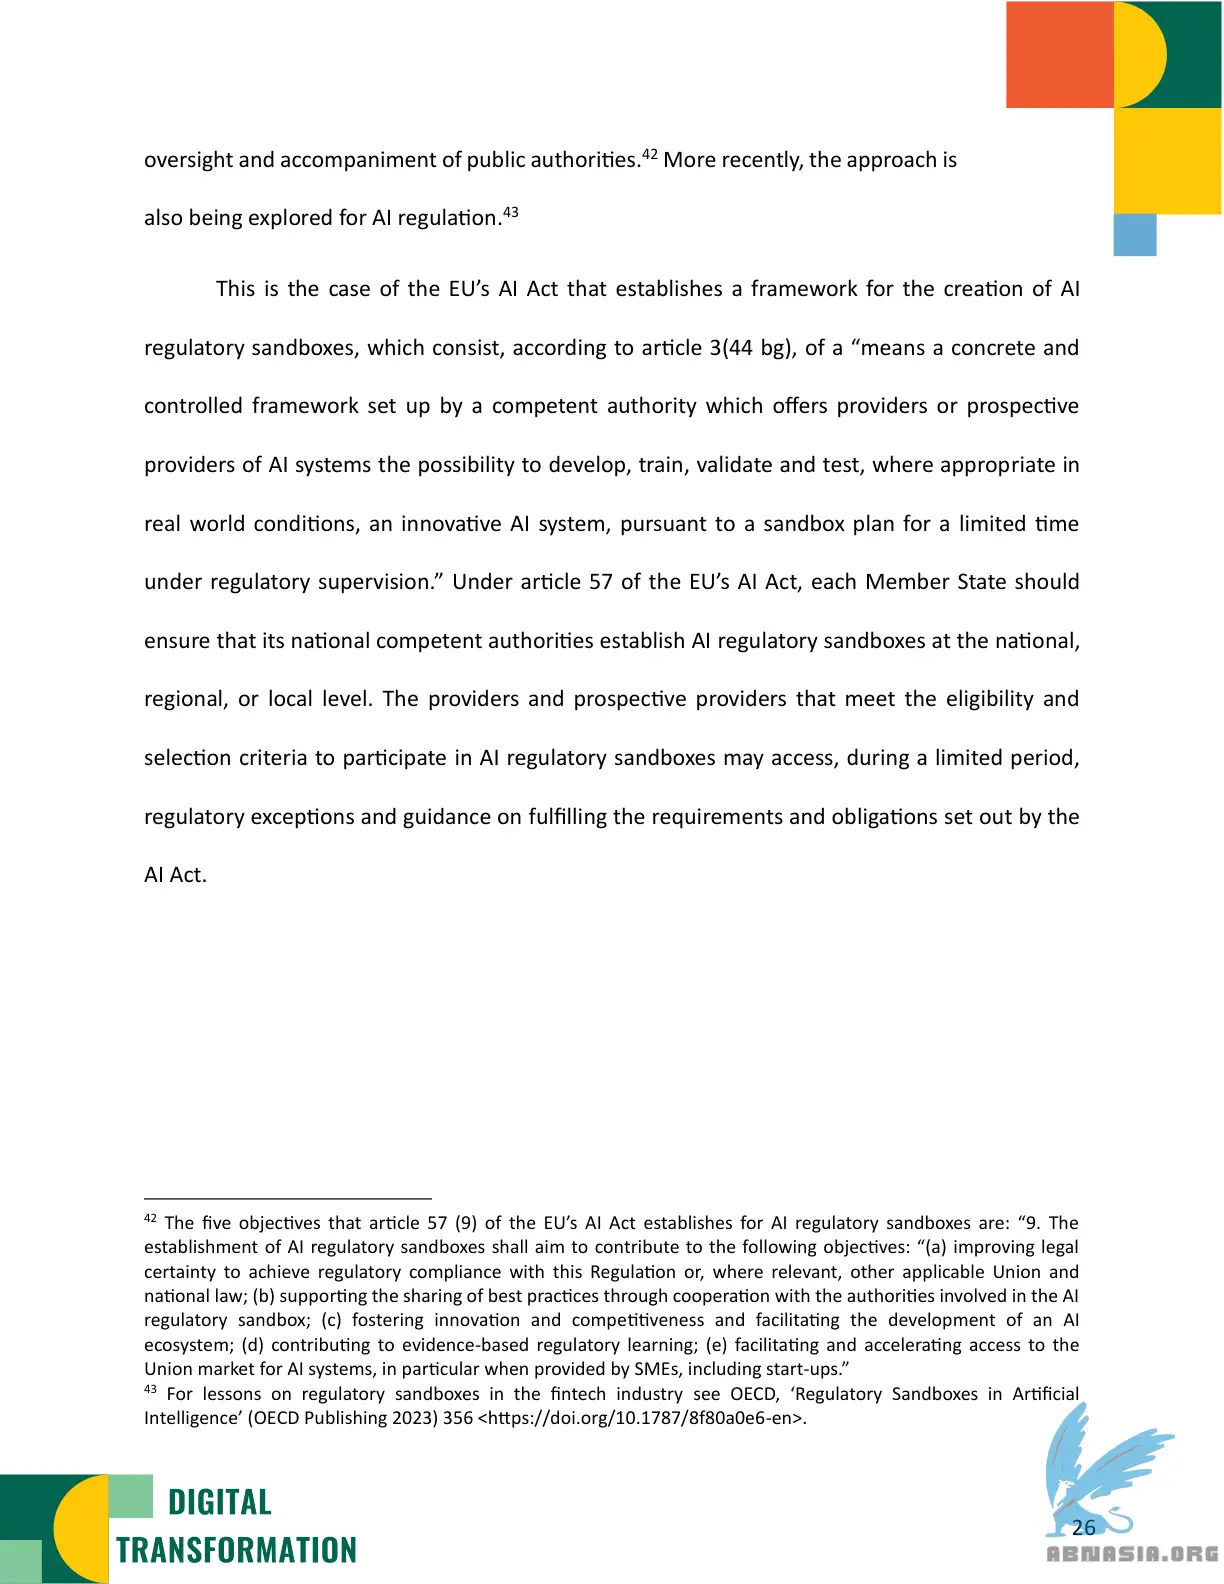 oversight and accompaniment of public authorities.42 More recently, the approach is
also being explored for AI regulation.43
This is the case of the EU’s AI Act that establishes a framework for the creation of AI
regulatory sandboxes, which consist, according to article 3(44 bg), of a “means a concrete and
controlled framework set up by a competent authority which offers providers or prospective
providers of AI systems the possibility to develop, train, validate and test, where appropriate in
real world conditions, an innovative AI system, pursuant to a sandbox plan for a limited time
under regulatory supervision.” Under article 57 of the EU’s AI Act, each Member State should
ensure that its national competent authorities establish AI regulatory sandboxes at the national,
regional, or local level. The providers and prospective providers that meet the eligibility and
selection criteria to participate in AI regulatory sandboxes may access, during a limited period,
regulatory exceptions and guidance on fulfilling the requirements and obligations set out by the
AI Act.
42 The five objectives that article 57 (9) of the EU’s AI Act establishes for AI regulatory sandboxes are: “9. The
establishment of AI regulatory sandboxes shall aim to contribute to the following objectives: “(a) improving legal
certainty to achieve regulatory compliance with this Regulation or, where relevant, other applicable Union and
national law; (b) supporting the sharing of best practices through cooperation with the authorities involved in the AI
regulatory sandbox; (c) fostering innovation and competitiveness and facilitating the development of an AI
ecosystem; (d) contributing to evidence-based regulatory learning; (e) facilitating and accelerating access to the
Union market for AI systems, in particular when provided by SMEs, including start-ups.”
43 For lessons on regulatory sandboxes in the fintech industry see OECD, ‘Regulatory Sandboxes in Artificial
Intelligence’ (OECD Publishing 2023) 356 <https://doi.org/10.1787/8f80a0e6-en>.
DIGITAL
TRANSFORMATION
26
ABNASIA.ORG